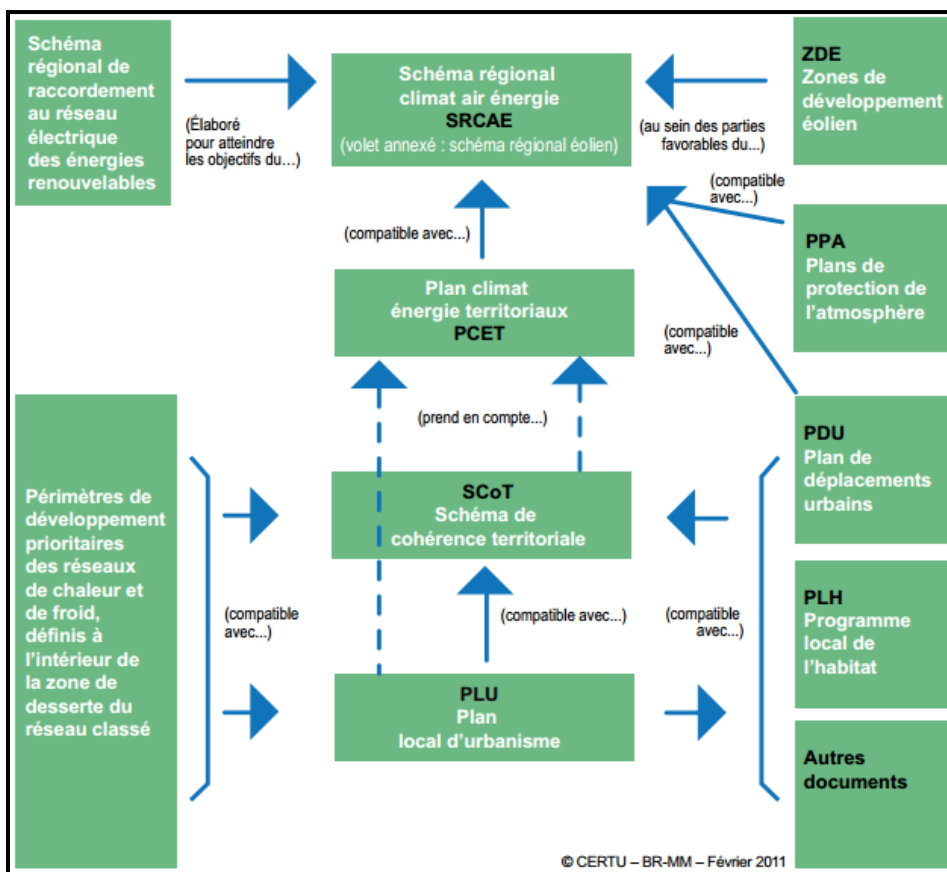 Schéma
régional de
raccordement
au réseau
électrique
des énergies
renouvelables
(Élaboré
pour atteindre
les objectifs du…)
Schéma régional
climat air énergie
SRCAE
(volet annexé : schéma régional éolien)
(au sein des parties
favorables du...)
ZDE
Zones de
développement
éolien
(compatible
avec...)
(compatible avec...)
PPA
Plans de
protection de
l'atmosphère
Plan climat
énergie territoriaux
PCET
(compatible
avec...)
(prend en compte...)
PDU
Plan de
déplacements
urbains
SCoT
Schéma de
cohérence territoriale
Périmètres de
développement
prioritaires
des réseaux
de chaleur et
de froid,
définis à
l'intérieur de
la zone de
desserte du
réseau classé
(compatible
avec...)
(compatible avec...)
(compatible
avec...)
PLH
Programme
local de
l'habitat
PLU
Plan
local d'urbanisme
Autres
documents
© CERTU – BR-MM – Février 2011